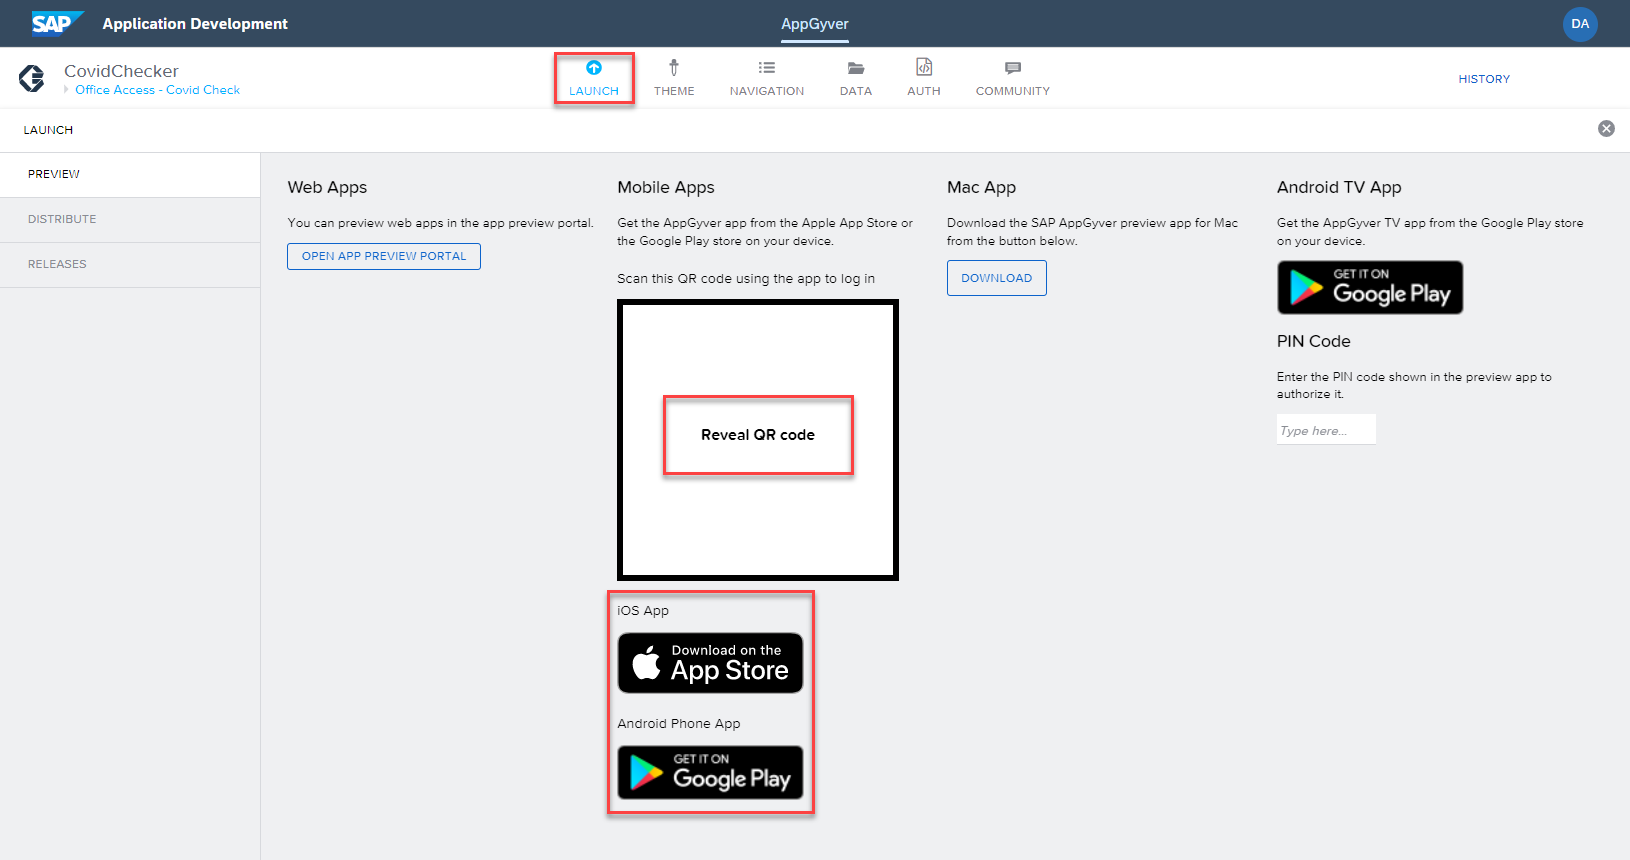 SAP Application Development
AppGyver
DA
CovidChecker
Office Access - Covid Check
LAUNCH
THEME
NAVIGATION
DATA
AUTH
COMMUNITY
HISTORY
LAUNCH
PREVIEW
DISTRIBUTE
RELEASES
Web Apps
You can preview web apps in the app preview portal.
OPEN APP PREVIEW PORTAL
Mobile Apps
Get the AppGyver app from the Apple App Store or
the Google Play store on your device.
Scan this QR code using the app to log in
Reveal QR code
iOS App
Download on the
App Store
Android Phone App
GET IT ON
Google Play
Mac App
Download the SAP AppGyver preview app for Mac
from the button below.
DOWNLOAD
Android TV App
Get the AppGyver TV app from the Google Play store
on your device.
GET IT ON
Google Play
PIN Code
Enter the PIN code shown in the preview app to
authorize it.
Type here...